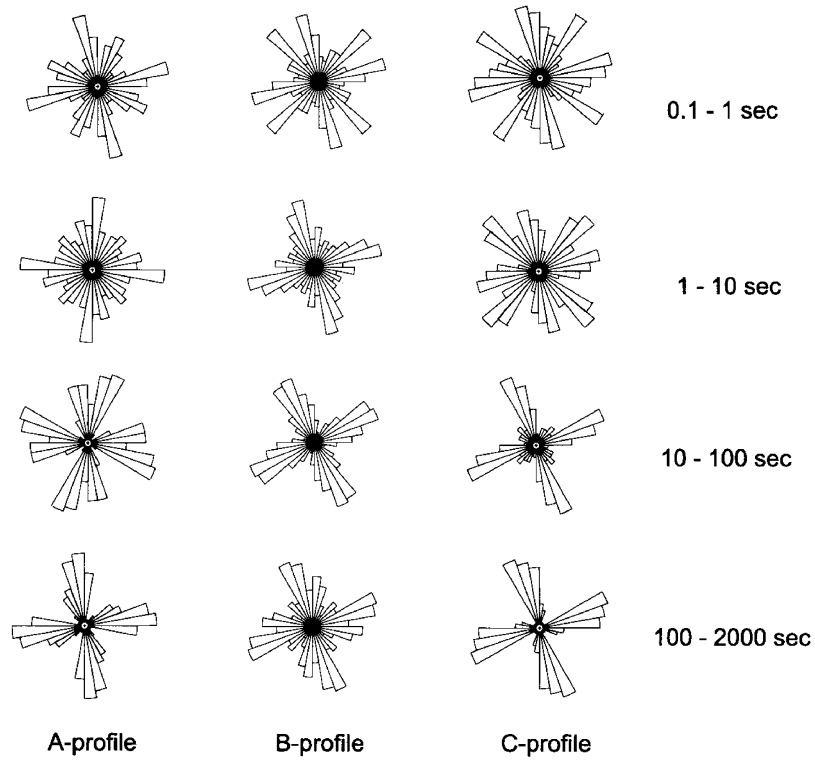 0.1 - 1 sec
1 - 10 sec
10 - 100 sec
100 - 2000 sec
A-profile B-profile C-profile